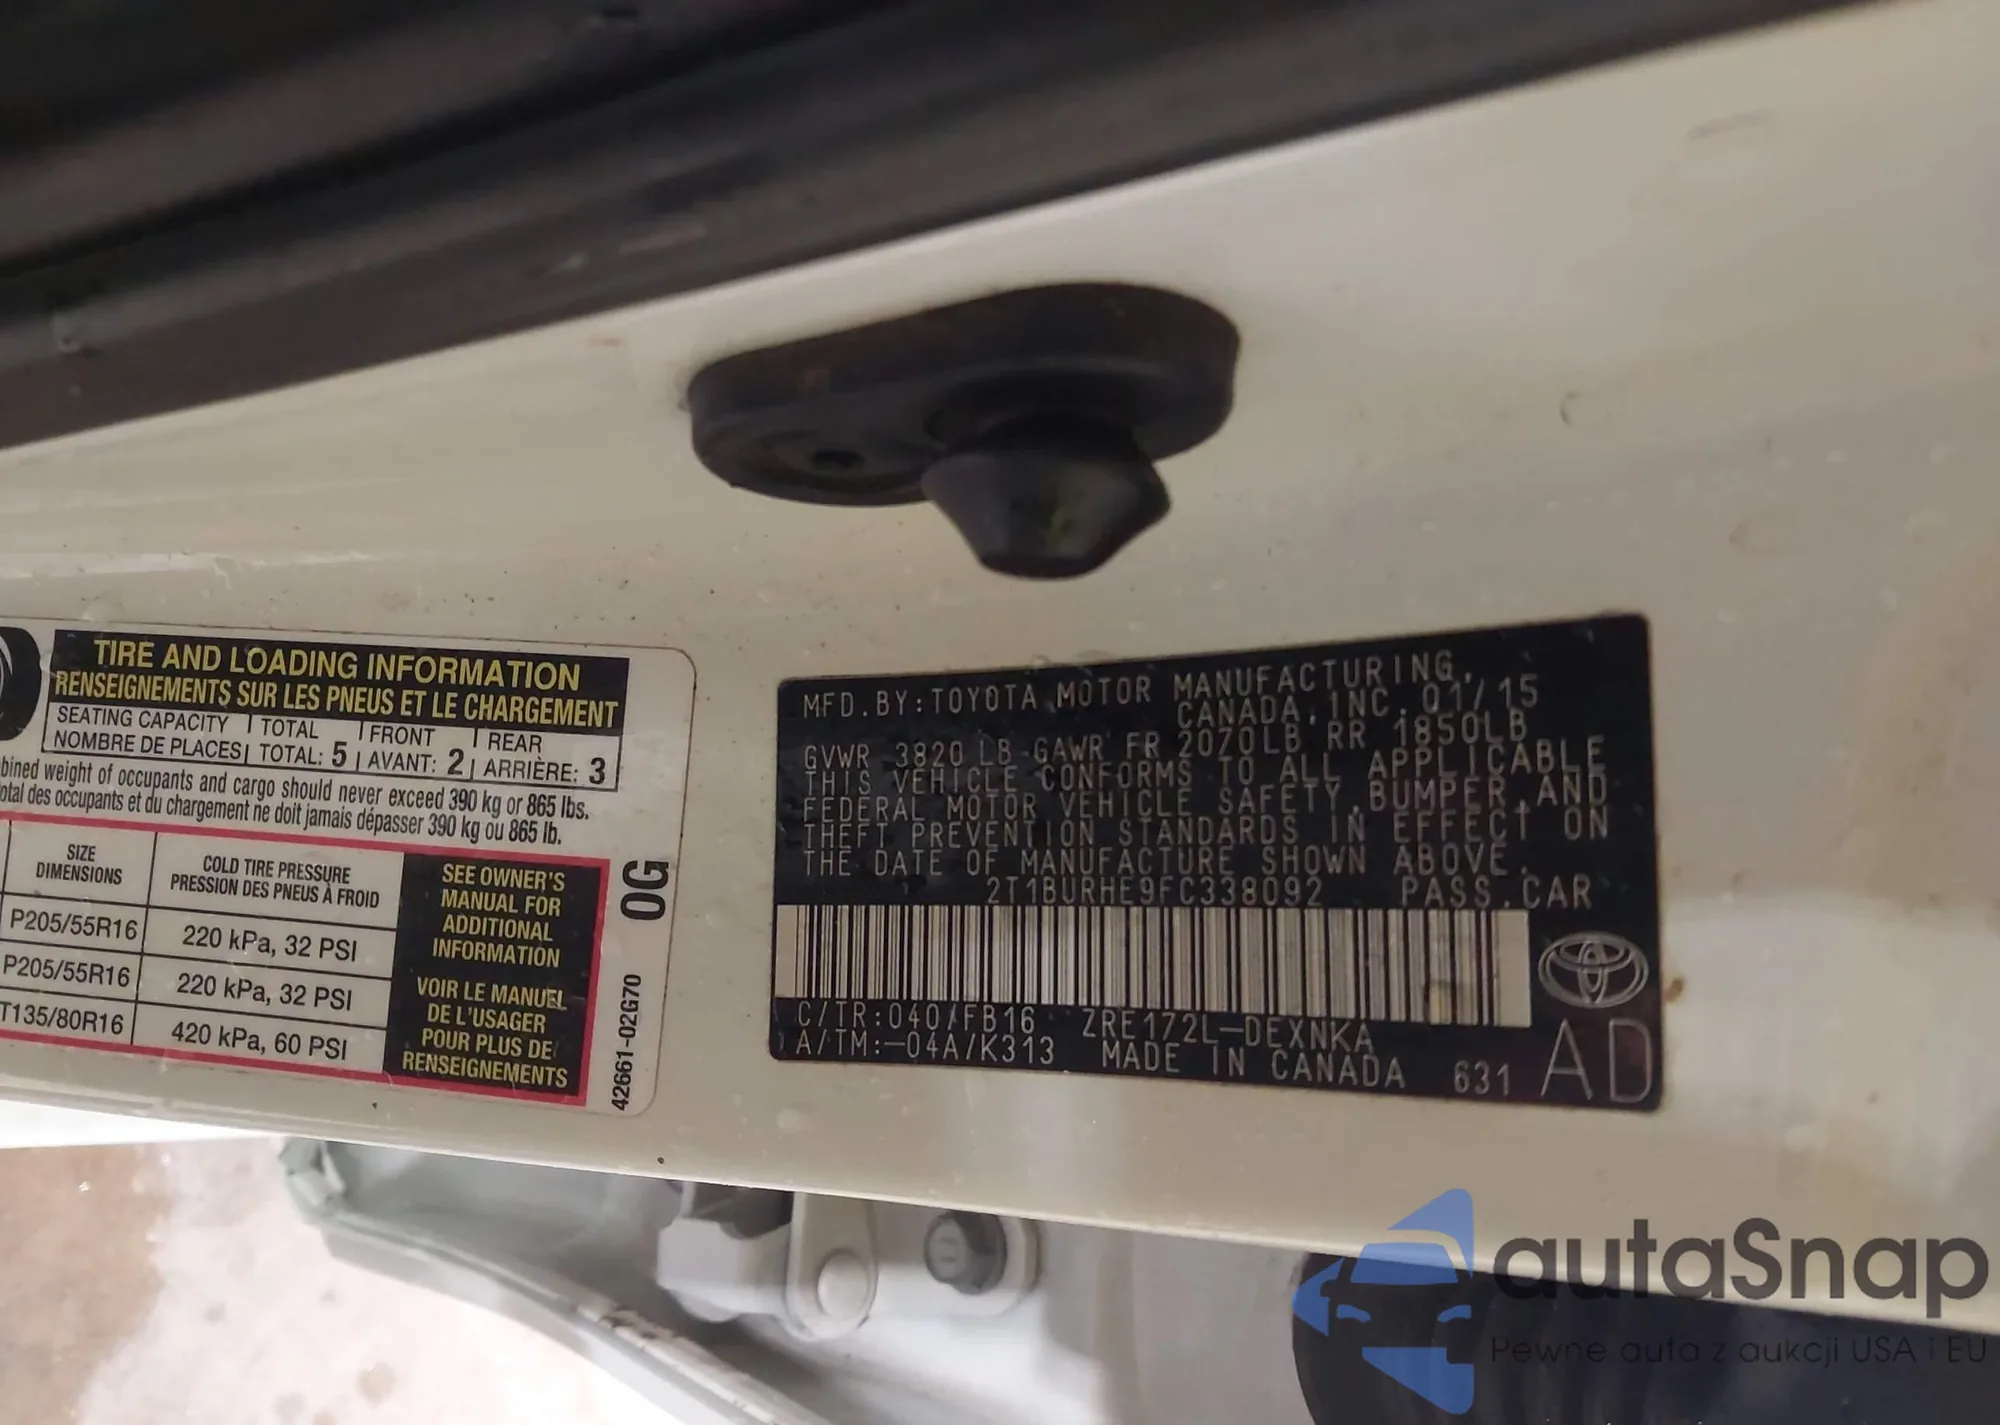 TIRE AND LOADING INFORMATION
RENSEIGNEMENTS SUR LES PNEUS ET LE CHARGEMENT
SEATING CAPACITY | TOTAL | FRONT | REAR
NOMBRE DE PLACES | TOTAL: 5 | AVANT: 2 | ARRIÈRE: 3
weight of occupants and cargo should never exceed 390 kg or 865 lbs.
des occupants et du chargement ne doit jamais dépasser 390 kg ou 865 lb.
SIZE
DIMENSIONS
COLD TIRE PRESSURE
PRESSION DES PNEUS À FROID
P205/55R16 220 kPa, 32 PSI
P205/55R16 220 kPa, 32 PSI
T135/80R16 420 kPa, 60 PSI
SEE OWNER'S
MANUAL FOR
ADDITIONAL
INFORMATION
VOIR LE MANUEL
DE L'USAGER
POUR PLUS DE
RENSEIGNEMENTS
0G
42661-02G70
MFD.BY:TOYOTA MOTOR MANUFACTURING,
CANADA,INC. 01/15
GVWR 3820 LB GAWR FR 2070LB RR 1850LB
THIS VEHICLE CONFORMS TO ALL APPLICABLE
FEDERAL MOTOR VEHICLE SAFETY,BUMPER,AND
THEFT PREVENTION STANDARDS IN EFFECT ON
THE DATE OF MANUFACTURE SHOWN ABOVE.
2T1BURHE9FC338092 PASS.CAR
C/TR:040/FB16 ZRE172L-DEXNKA
A/TM:-04A/K313 MADE IN CANADA 631 AD
autaSnap
Pewne auta z aukcji USA i EU